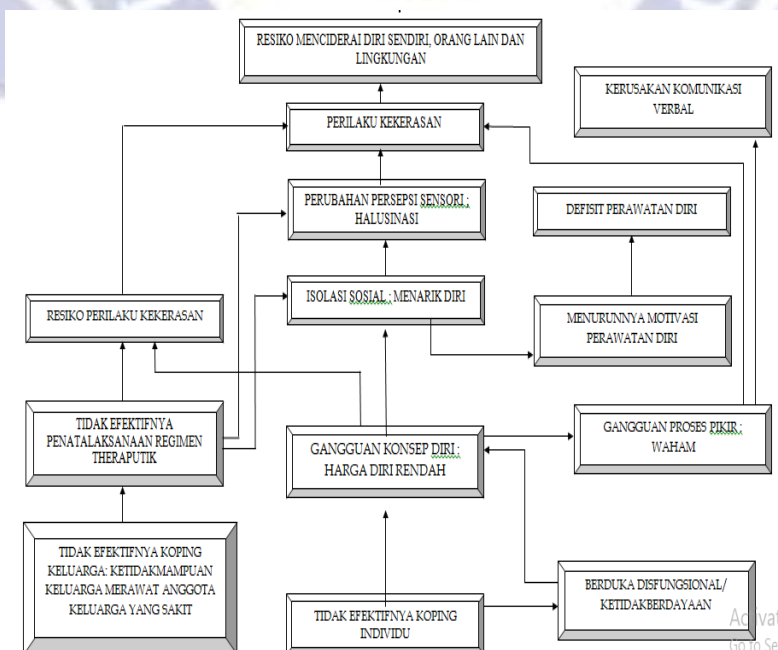 RESIKO MENCIDERAI DIRI SENDIRI, ORANG LAIN DAN
LINGKUNGAN
KERUSAKAN KOMUNIKASI
VERBAL
PERILAKU KEKERASAN
PERUBAHAN PERSEPSI SENSORI ;
HALUSINASI
DEFISIT PERAWATAN DIRI
ISOLASI SOSIAL ; MENARIK DIRI
RESIKO PERILAKU KEKERASAN
MENURUNNYA MOTIVASI
PERAWATAN DIRI
TIDAK EFEKTIFNYA
PENATALAKSANAAN REGIMEN
THERAPUTIK
GANGGUAN KONSEP DIRI ;
HARGA DIRI RENDAH
GANGGUAN PROSES PIKIR ;
WAHAM
TIDAK EFEKTIFNYA KOPING
KELUARGA: KETIDAKMAMPUAN
KELUARGA MERAWAT ANGGOTA
KELUARGA YANG SAKIT
BERDUKA DISFUNGSIONAL/
KETIDAKBERDAYAAN
TIDAK EFEKTIFNYA KOPING
INDIVIDU
Go to Se